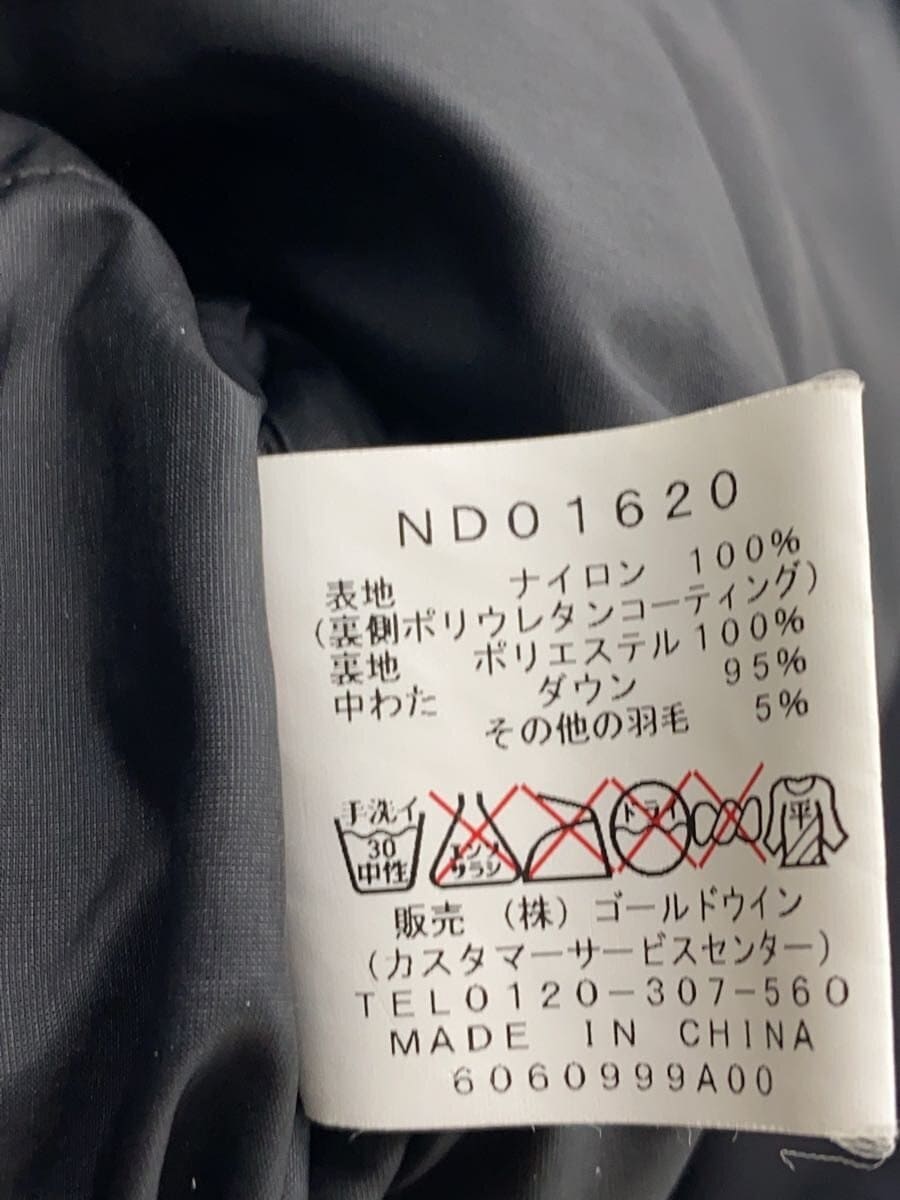 ND01620
表地 ナイロン 100%
(裏側ポリウレタンコーティング)
裏地 ポリエステル100%
中わた ダウン 95%
その他の羽毛 5%
手洗イ
30
中性
エンソ
サラシ
ドライ
平
販売 (株) ゴールドウイン
(カスタマーサービスセンター)
TEL0120-307-560
MADE IN CHINA
6060999A00